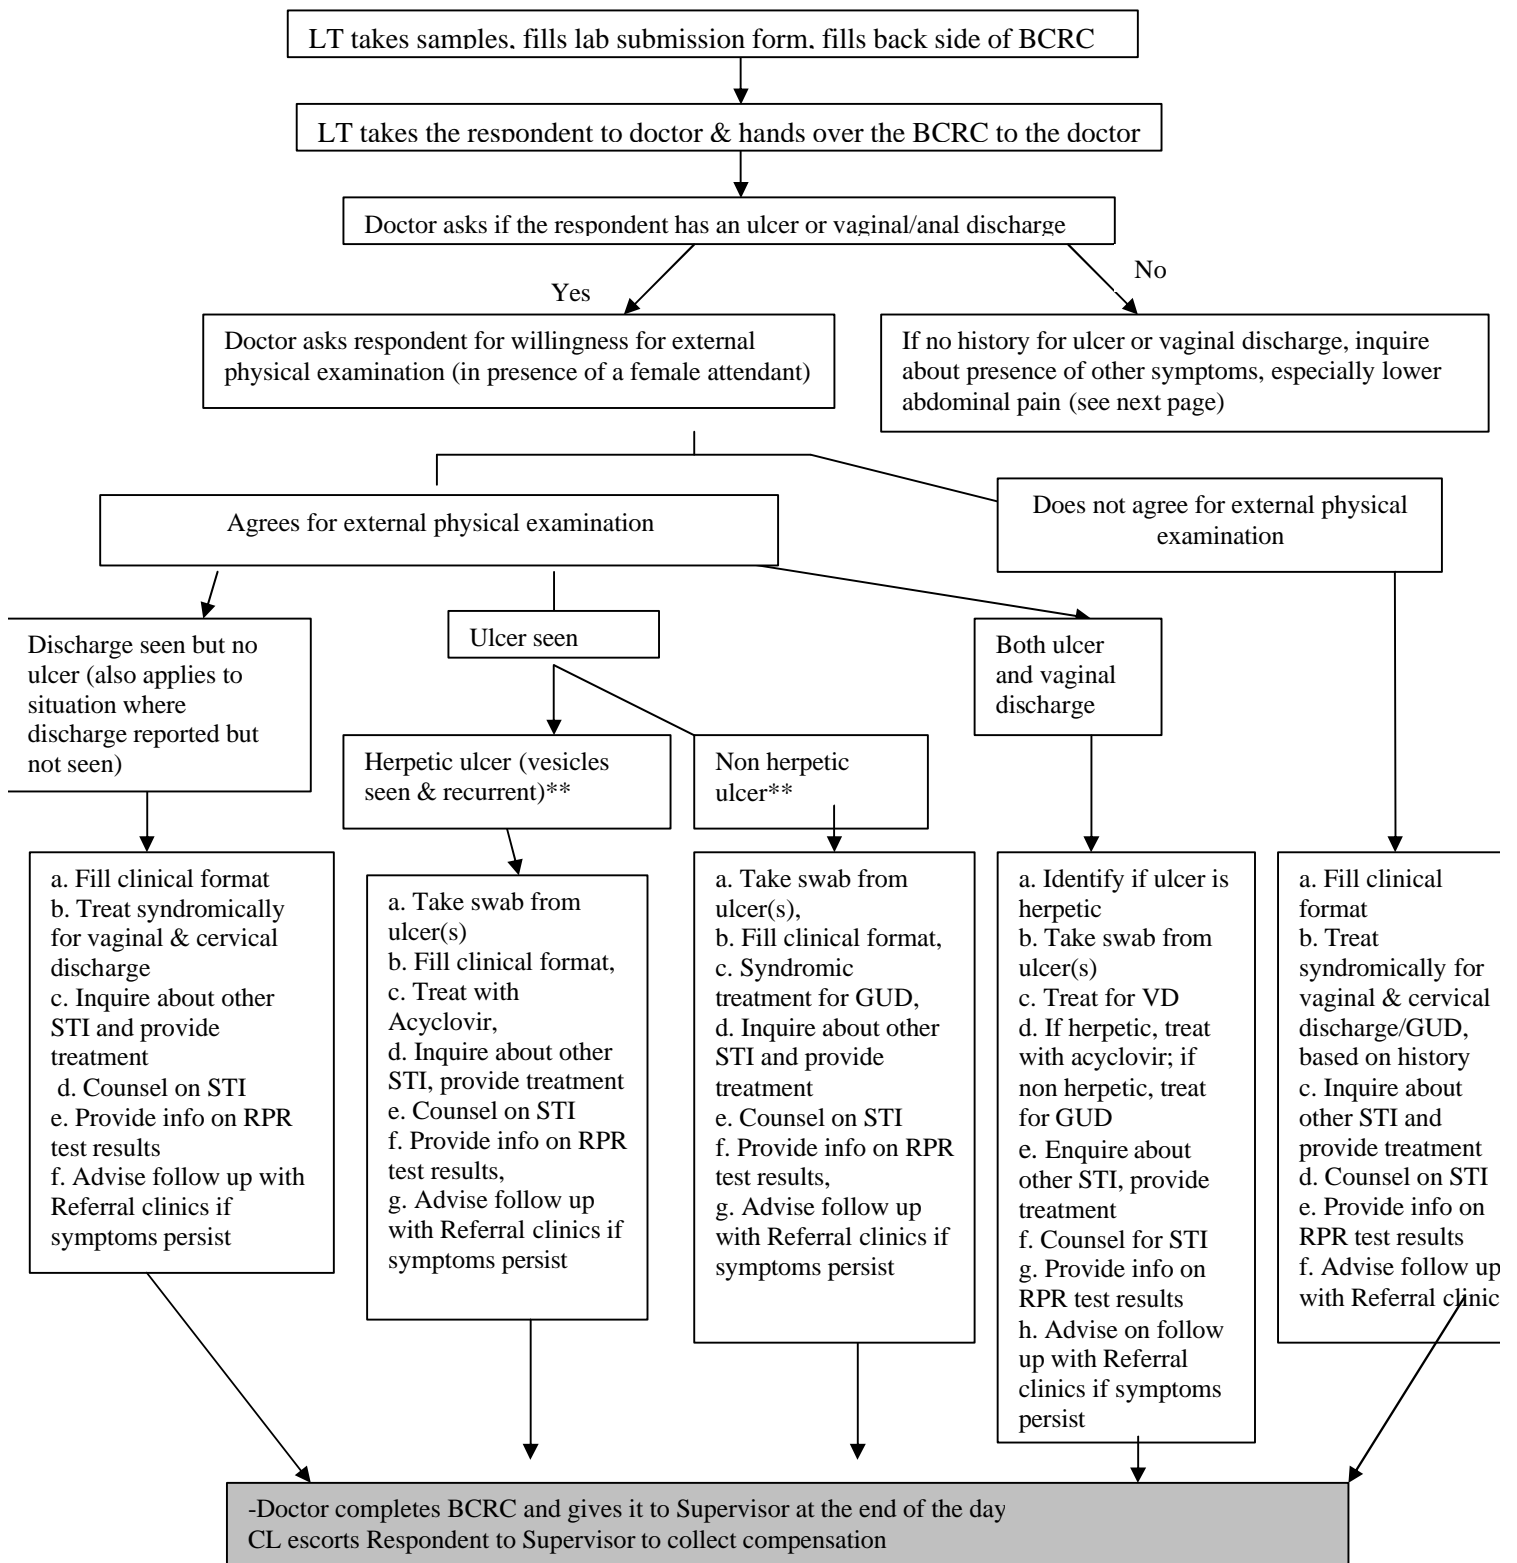 LT takes samples, fills lab submission form, fills back side of BCRC
LT takes the respondent to doctor & hands over the BCRC to the doctor
Doctor asks if the respondent has an ulcer or vaginal/anal discharge
Yes
No
Doctor asks respondent for willingness for external
physical examination (in presence of a female attendant)
If no history for ulcer or vaginal discharge, inquire
about presence of other symptoms, especially lower
abdominal pain (see next page)
Agrees for external physical examination
Does not agree for external physical
examination
Discharge seen but no
ulcer (also applies to
situation where
discharge reported but
not seen)
Ulcer seen
Both ulcer
and vaginal
discharge
Herpetic ulcer (vesicles
seen & recurrent)**
Non herpetic
ulcer**
a. Fill clinical format
b. Treat syndromically
for vaginal & cervical
discharge
c. Inquire about other
STI and provide
treatment
d. Counsel on STI
e. Provide info on RPR
test results
f. Advise follow up with
Referral clinics if
symptoms persist
a. Take swab from
ulcer(s)
b. Fill clinical format,
c. Treat with
Acyclovir,
d. Inquire about other
STI, provide treatment
e. Counsel on STI
f. Provide info on RPR
test results,
g. Advise follow up
with Referral clinics if
symptoms persist
a. Take swab from
ulcer(s),
b. Fill clinical format,
c. Syndromic
treatment for GUD,
d. Inquire about other
STI and provide
treatment
e. Counsel on STI
f. Provide info on RPR
test results,
g. Advise follow up
with Referral clinics if
symptoms persist
a. Identify if ulcer is
herpetic
b. Take swab from
ulcer(s)
c. Treat for VD
d. If herpetic, treat
with acyclovir; if
non herpetic, treat
for GUD
e. Enquire about
other STI, provide
treatment
f. Counsel for STI
g. Provide info on
RPR test results
h. Advise on follow
up with Referral
clinics if symptoms
persist
a. Fill clinical
format
b. Treat
syndromically for
vaginal & cervical
discharge/GUD,
based on history
c. Inquire about
other STI and
provide treatment
d. Counsel on STI
e. Provide info on
RPR test results
f. Advise follow up
with Referral clinic
-Doctor completes BCRC and gives it to Supervisor at the end of the day
CL escorts Respondent to Supervisor to collect compensation